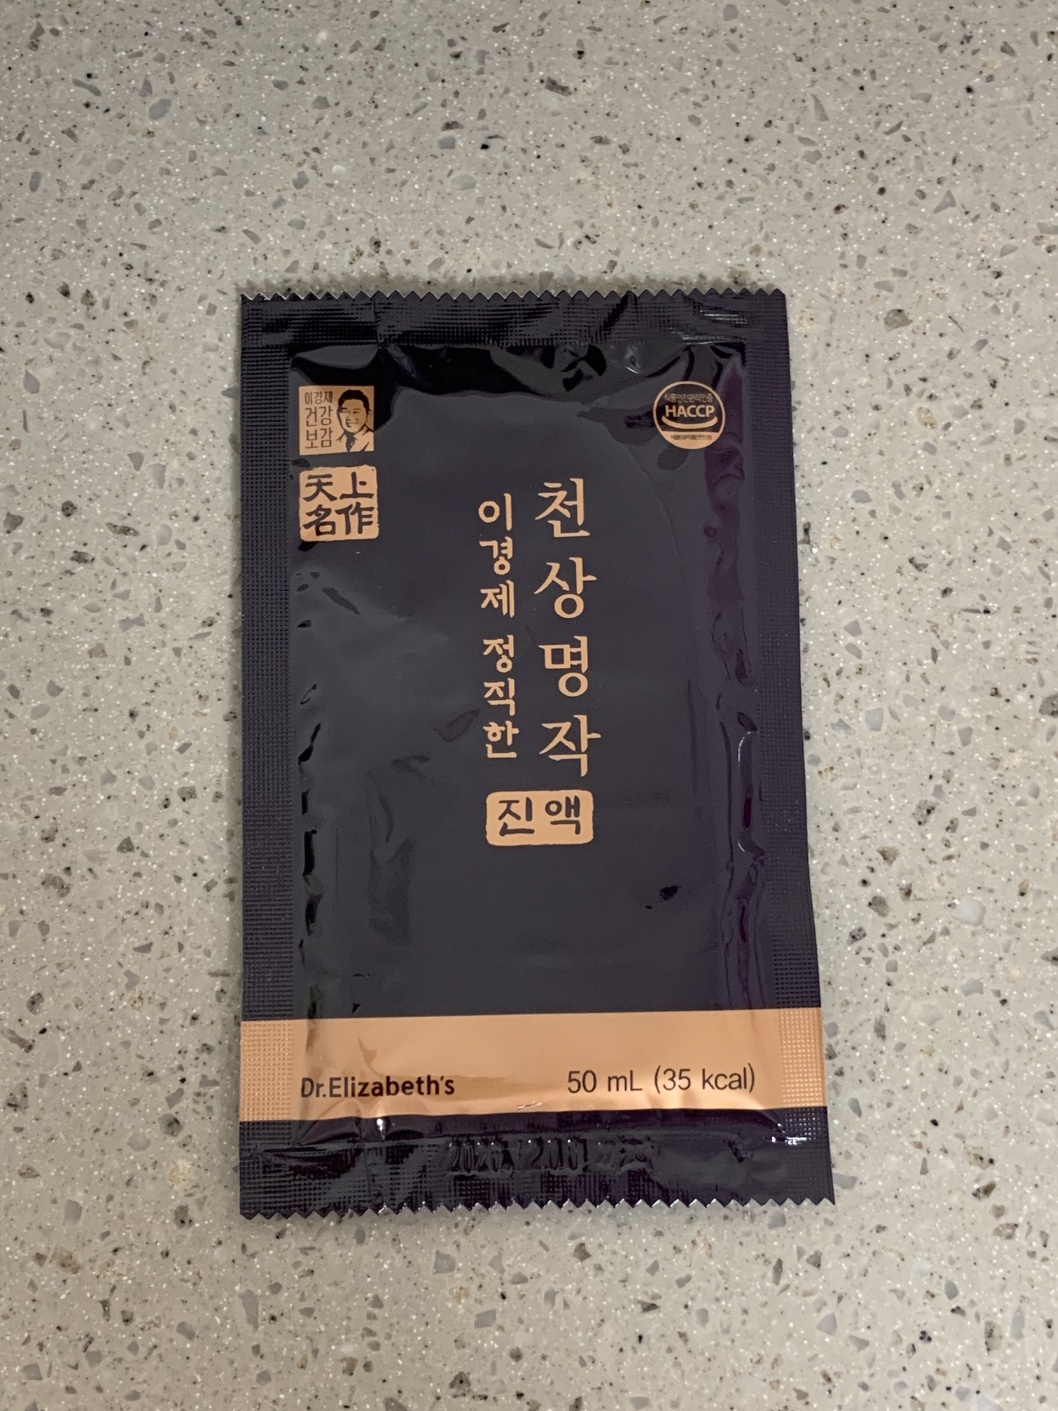 이경제
건강
보감
天上
名作
HACCP
천상명작
이경제 정직한
진액
Dr.Elizabeth's
50 mL (35 kcal)